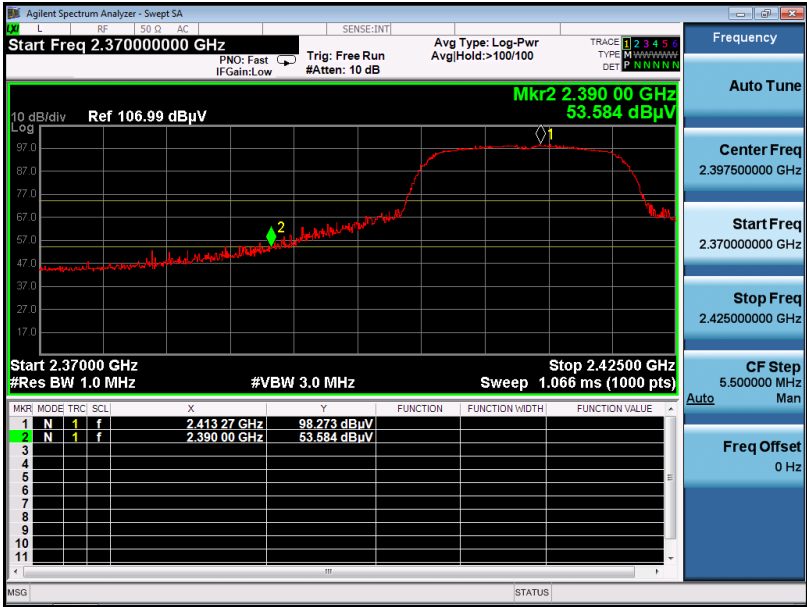 Agilent Spectrum Analyzer - Swept SA
LXI L RF 50 Ω AC SENSE:INT
Start Freq 2.370000000 GHz
PNO: Fast
IFGain:Low
Trig: Free Run
#Atten: 10 dB
Avg Type: Log-Pwr
Avg|Hold:>100/100
TRACE 1 2 3 4 5 6
TYPE M W W W W W
DET P N N N N N
Mkr2 2.390 00 GHz
53.584 dBµV
10 dB/div Ref 106.99 dBµV
Log
97.0
87.0
77.0
67.0
57.0
47.0
37.0
27.0
17.0
1
2
Start 2.37000 GHz Stop 2.42500 GHz
#Res BW 1.0 MHz #VBW 3.0 MHz Sweep 1.066 ms (1000 pts)
MKR MODE TRC SCL X Y FUNCTION FUNCTION WIDTH FUNCTION VALUE
1 N 1 f 2.413 27 GHz 98.273 dBµV
2 N 1 f 2.390 00 GHz 53.584 dBµV
3
4
5
6
7
8
9
10
11
MSG STATUS
Frequency
Auto Tune
Center Freq
2.397500000 GHz
Start Freq
2.370000000 GHz
Stop Freq
2.425000000 GHz
CF Step
5.500000 MHz
Auto Man
Freq Offset
0 Hz